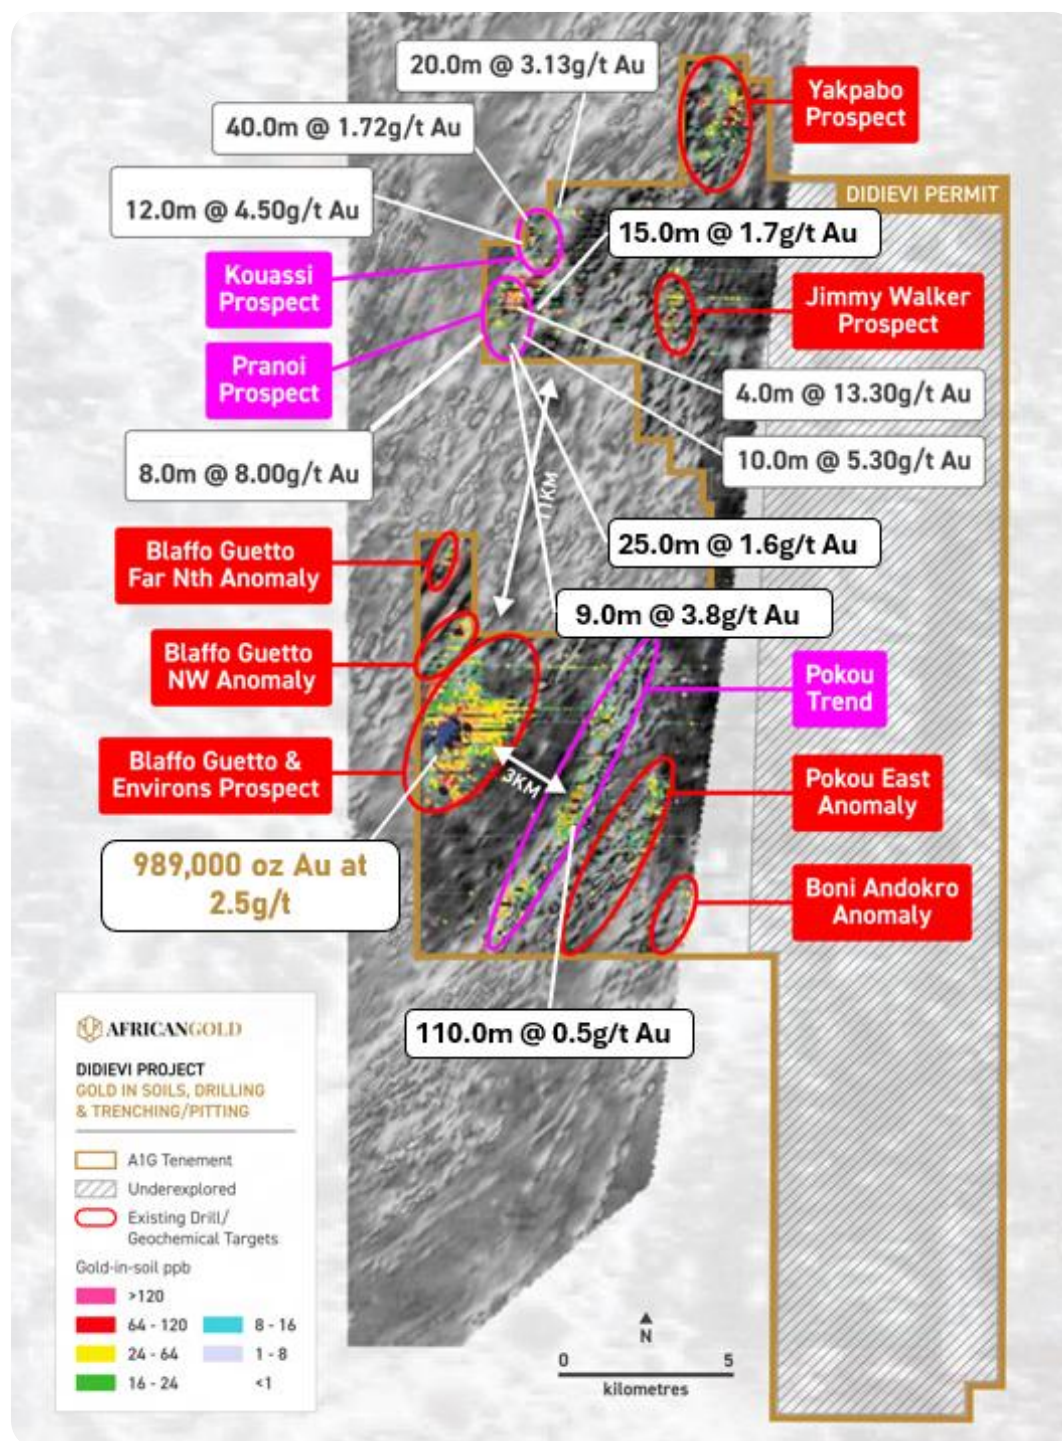 20.0m @ 3.13g/t Au
40.0m @ 1.72g/t Au
12.0m @ 4.50g/t Au
Yakpabo
Prospect
DIDIEVI PERMIT
15.0m @ 1.7g/t Au
Kouassi
Prospect
Jimmy Walker
Prospect
Pranoi
Prospect
4.0m @ 13.30g/t Au
8.0m @ 8.00g/t Au
10.0m @ 5.30g/t Au
11KM
Blaffo Guetto
Far Nth Anomaly
25.0m @ 1.6g/t Au
9.0m @ 3.8g/t Au
Blaffo Guetto
NW Anomaly
Pokou
Trend
Blaffo Guetto &
Environs Prospect
3KM
Pokou East
Anomaly
989,000 oz Au at
2.5g/t
Boni Andokro
Anomaly
110.0m @ 0.5g/t Au
AFRICANGOLD
DIDIEVI PROJECT
GOLD IN SOILS, DRILLING
& TRENCHING/PITTING
A1G Tenement
Underexplored
Existing Drill/
Geochemical Targets
Gold-in-soil ppb
>120
64 - 120
8 - 16
24 - 64
1 - 8
16 - 24
<1
N
0 5
kilometres